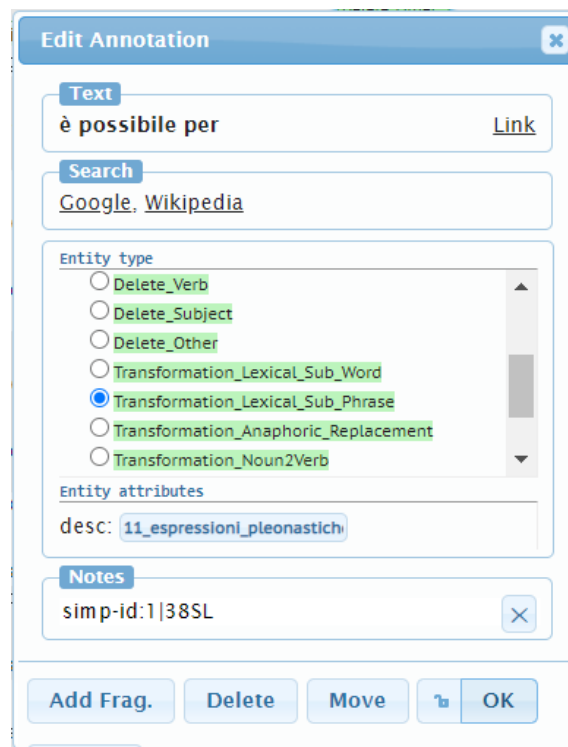 Edit Annotation
Text
è possibile per Link
Search
Google, Wikipedia
Entity type
Delete_Verb
Delete_Subject
Delete_Other
Transformation_Lexical_Sub_Word
Transformation_Lexical_Sub_Phrase
Transformation_Anaphoric_Replacement
Transformation_Noun2Verb
Entity attributes
desc: 11_espressioni_pleonastich
Notes
simp-id:1|38SL
Add Frag. Delete Move OK